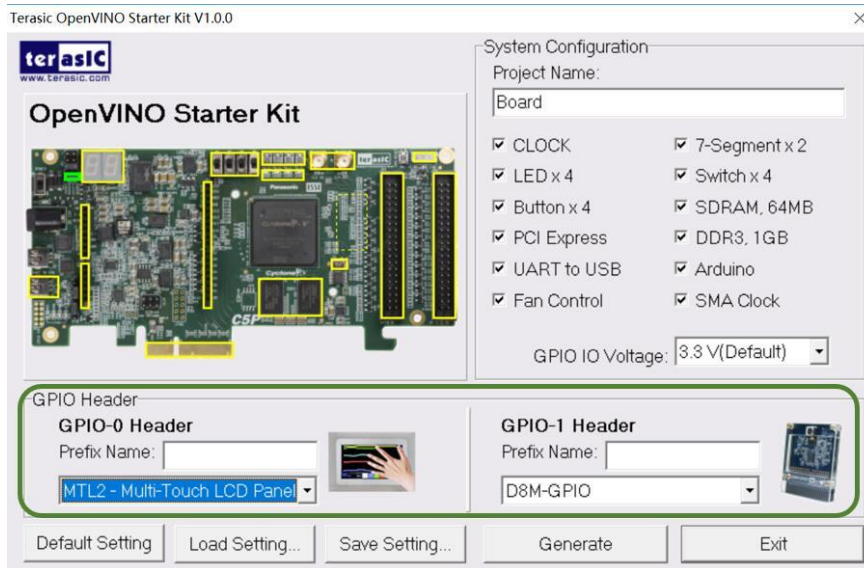 Terasic OpenVINO Starter Kit V1.0.0
terasIC
www.terasic.com
OpenVINO Starter Kit
terasIC
Panasonic
Cyclone V
C5P
System Configuration
Project Name:
Board
CLOCK
7-Segment x 2
LED x 4
Switch x 4
Button x 4
SDRAM, 64MB
PCI Express
DDR3, 1GB
UART to USB
Arduino
Fan Control
SMA Clock
GPIO IO Voltage: 3.3 V(Default)
GPIO Header
GPIO-0 Header
Prefix Name:
MTL2 - Multi-Touch LCD Panel
GPIO-1 Header
Prefix Name:
D8M-GPIO
Default Setting
Load Setting...
Save Setting...
Generate
Exit